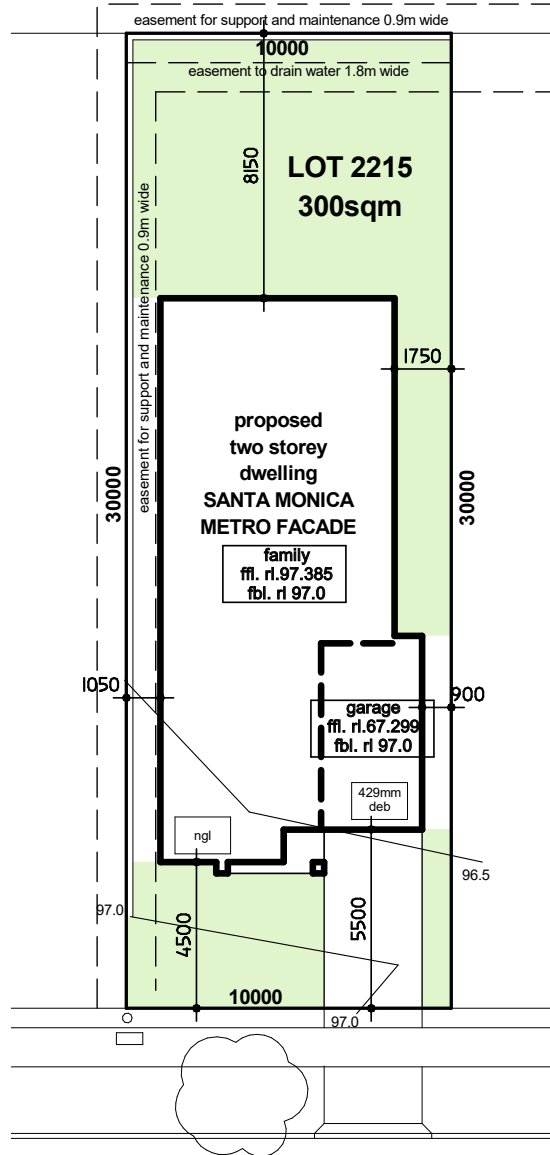 easement for support and maintenance 0.9m wide
10000
easement to drain water 1.8m wide
8150
LOT 2215
300sqm
easement for support and maintenance 0.9m wide
1750
proposed
two storey
dwelling
SANTA MONICA
METRO FACADE
30000
30000
family
ffl. rl.97.385
fbl. rl 97.0
1050
900
garage
ffl. rl.67.299
fbl. rl 97.0
429mm
deb
ngl
96.5
97.0
4500
5500
10000
97.0